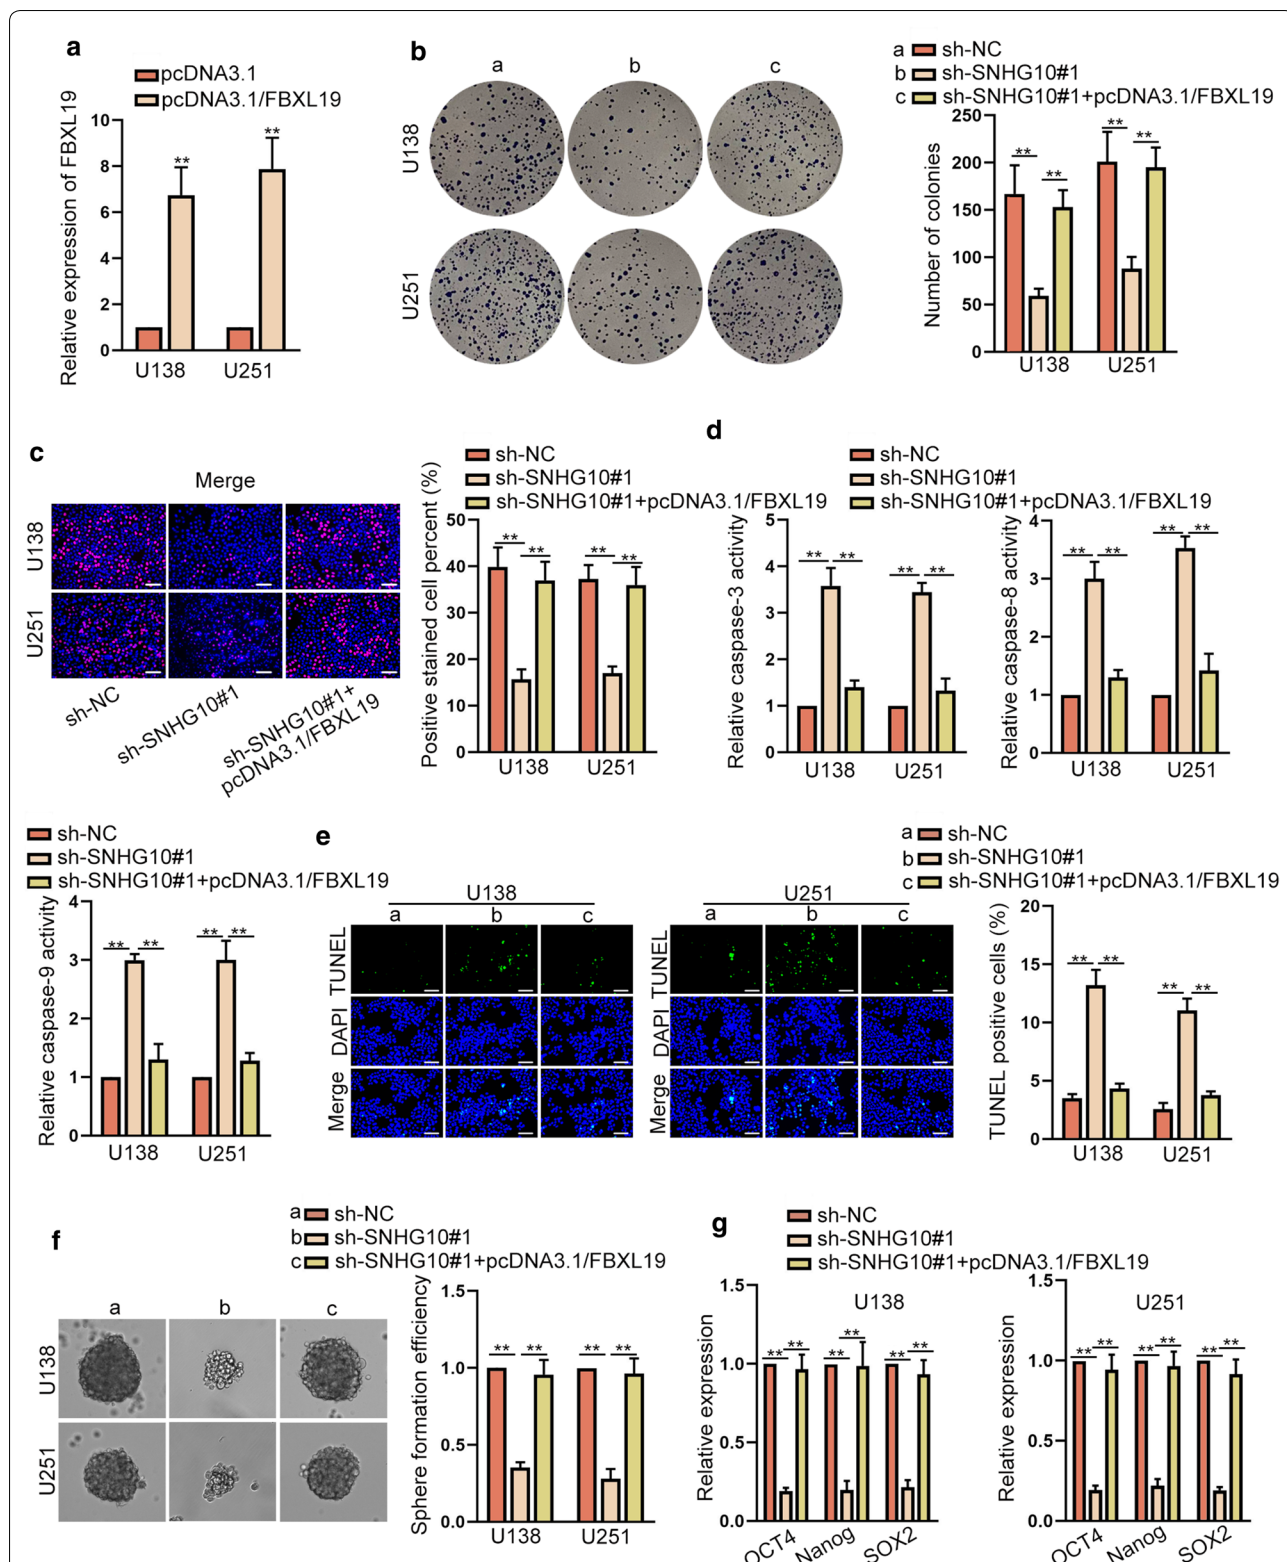 a
pcDNA3.1
pcDNA3.1/FBXL19
Relative expression of FBXL19
10
8
6
4
2
0
**
**
U138
U251
b
a
b
c
U138
U251
a sh-NC
b sh-SNHG10#1
c sh-SNHG10#1+pcDNA3.1/FBXL19
Number of colonies
250
200
150
100
50
0
** ** ** **
U138
U251
c
Merge
U138
U251
sh-NC
sh-SNHG10#1
sh-SNHG10#1+
pcDNA3.1/FBXL19
sh-NC
sh-SNHG10#1
sh-SNHG10#1+pcDNA3.1/FBXL19
Positive stained cell percent (%)
50
40
30
20
10
0
** ** ** **
U138
U251
d
sh-NC
sh-SNHG10#1
sh-SNHG10#1+pcDNA3.1/FBXL19
Relative caspase-3 activity
5
4
3
2
1
0
** ** ** **
U138
U251
Relative caspase-8 activity
4
3
2
1
0
** ** ** **
U138
U251
sh-NC
sh-SNHG10#1
sh-SNHG10#1+pcDNA3.1/FBXL19
Relative caspase-9 activity
4
3
2
1
0
** ** ** **
U138
U251
e
U138
a b c
TUNEL
DAPI
Merge
U251
a b c
TUNEL
DAPI
Merge
a sh-NC
b sh-SNHG10#1
c sh-SNHG10#1+pcDNA3.1/FBXL19
TUNEL positive cells (%)
20
15
10
5
0
** ** ** **
U138
U251
f
a b c
U138
U251
a sh-NC
b sh-SNHG10#1
c sh-SNHG10#1+pcDNA3.1/FBXL19
Sphere formation efficiency
1.5
1.0
0.5
0.0
** ** ** **
U138
U251
g
sh-NC
sh-SNHG10#1
sh-SNHG10#1+pcDNA3.1/FBXL19
U138
Relative expression
1.5
1.0
0.5
0.0
** ** ** ** ** **
OCT4
Nanog
SOX2
U251
Relative expression
1.5
1.0
0.5
0.0
** ** ** ** ** **
OCT4
Nanog
SOX2